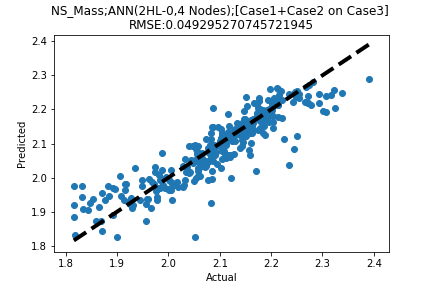 NS_Mass;ANN(2HL-0,4 Nodes);[Case1+Case2 on Case3]
RMSE:0.049295270745721945
2.4
2.3
2.2
2.1
2.0
1.9
1.8
Predicted
1.8 1.9 2.0 2.1 2.2 2.3 2.4
Actual